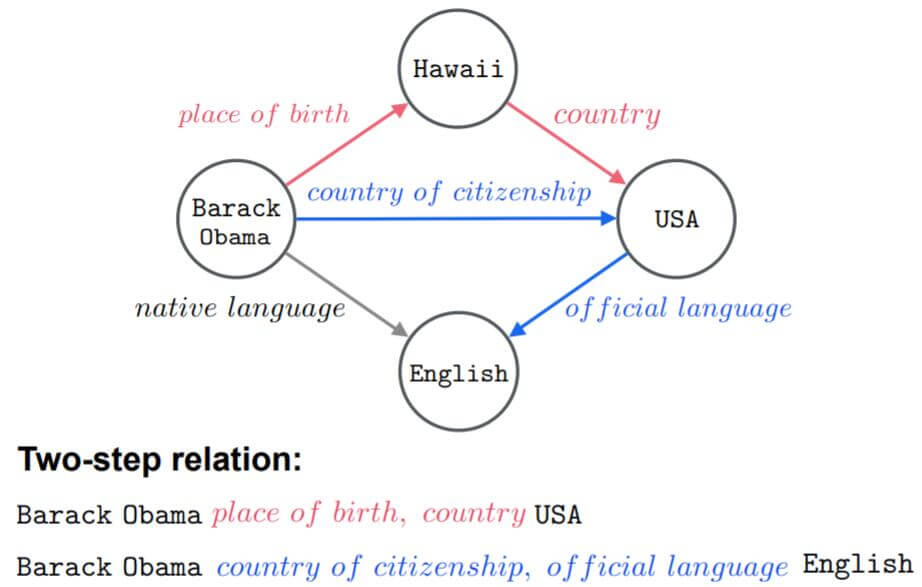 Hawaii
place of birth
country
country of citizenship
Barack
Obama
USA
native language
official language
English
Two-step relation:
Barack Obama place of birth, country USA
Barack Obama country of citizenship, official language English